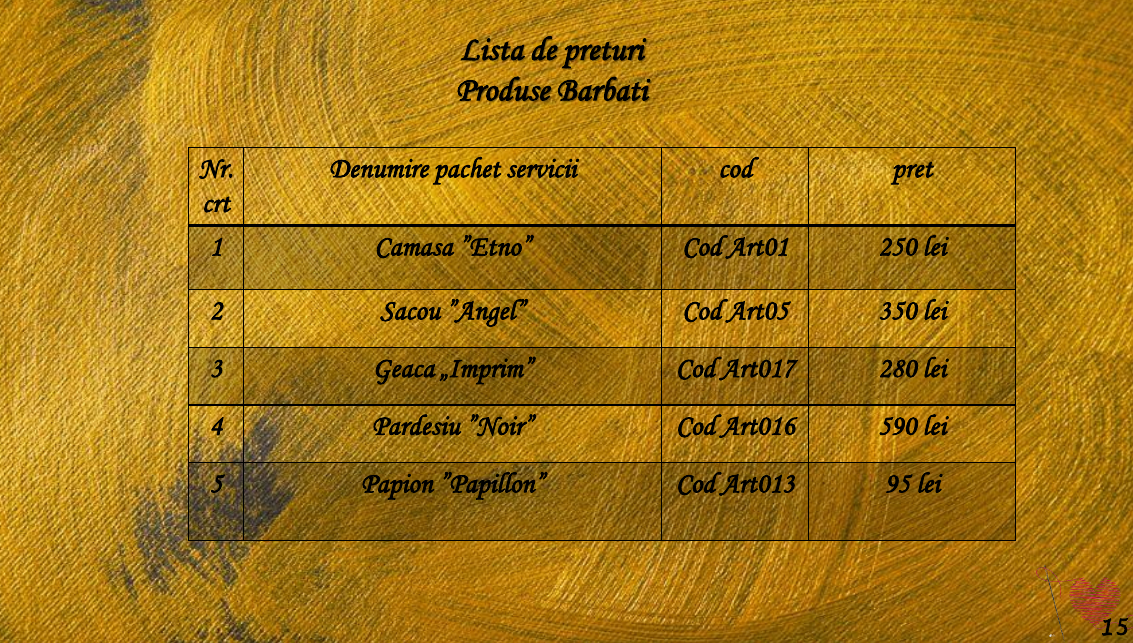 Lista de preturi
Produse Barbati
Nr. crt Denumire pachet servicii cod pret
1 Camasa ”Etno” Cod Art01 250 lei
2 Sacou ”Angel” Cod Art05 350 lei
3 Geaca „Imprim” Cod Art017 280 lei
4 Pardesiu ”Noir” Cod Art016 590 lei
5 Papion ”Papillon” Cod Art013 95 lei
15